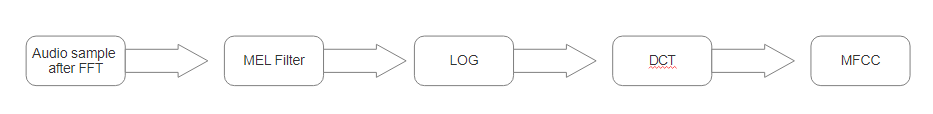 Audio sample
after FFT
MEL Filter
LOG
DCT
MFCC